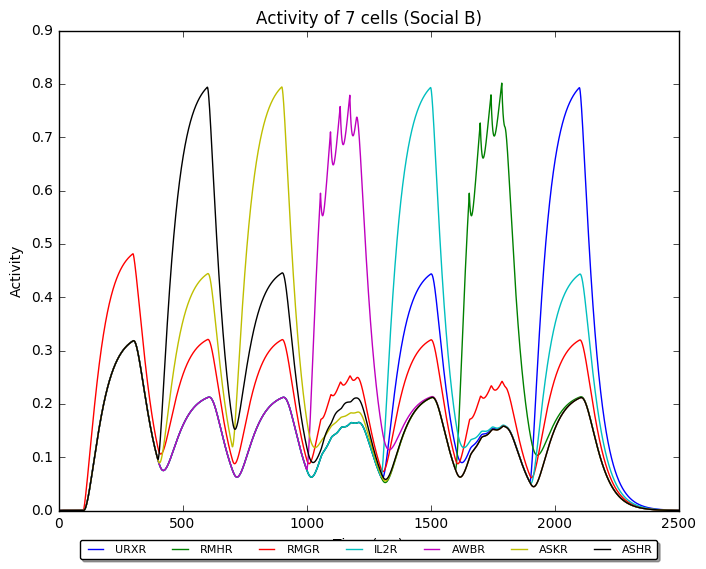 Activity of 7 cells (Social B)
0.9
0.8
0.7
0.6
0.5
0.4
0.3
0.2
0.1
0.0
Activity
0 500 1000 1500 2000 2500
URXR RMHR RMGR IL2R AWBR ASKR ASHR